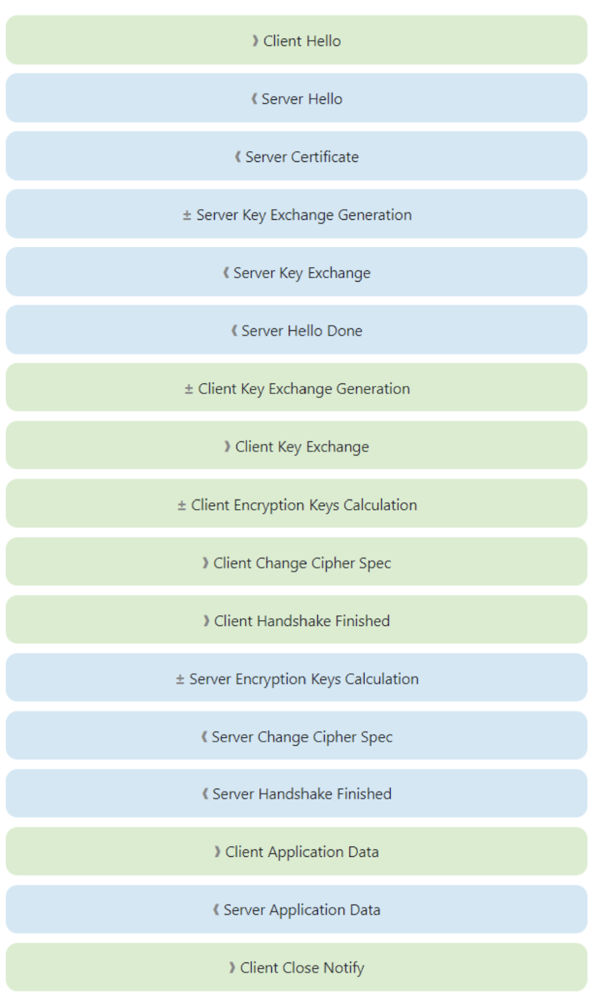 ❱ Client Hello
❰ Server Hello
❰ Server Certificate
± Server Key Exchange Generation
❰ Server Key Exchange
❰ Server Hello Done
± Client Key Exchange Generation
❱ Client Key Exchange
± Client Encryption Keys Calculation
❱ Client Change Cipher Spec
❱ Client Handshake Finished
± Server Encryption Keys Calculation
❰ Server Change Cipher Spec
❰ Server Handshake Finished
❱ Client Application Data
❰ Server Application Data
❱ Client Close Notify